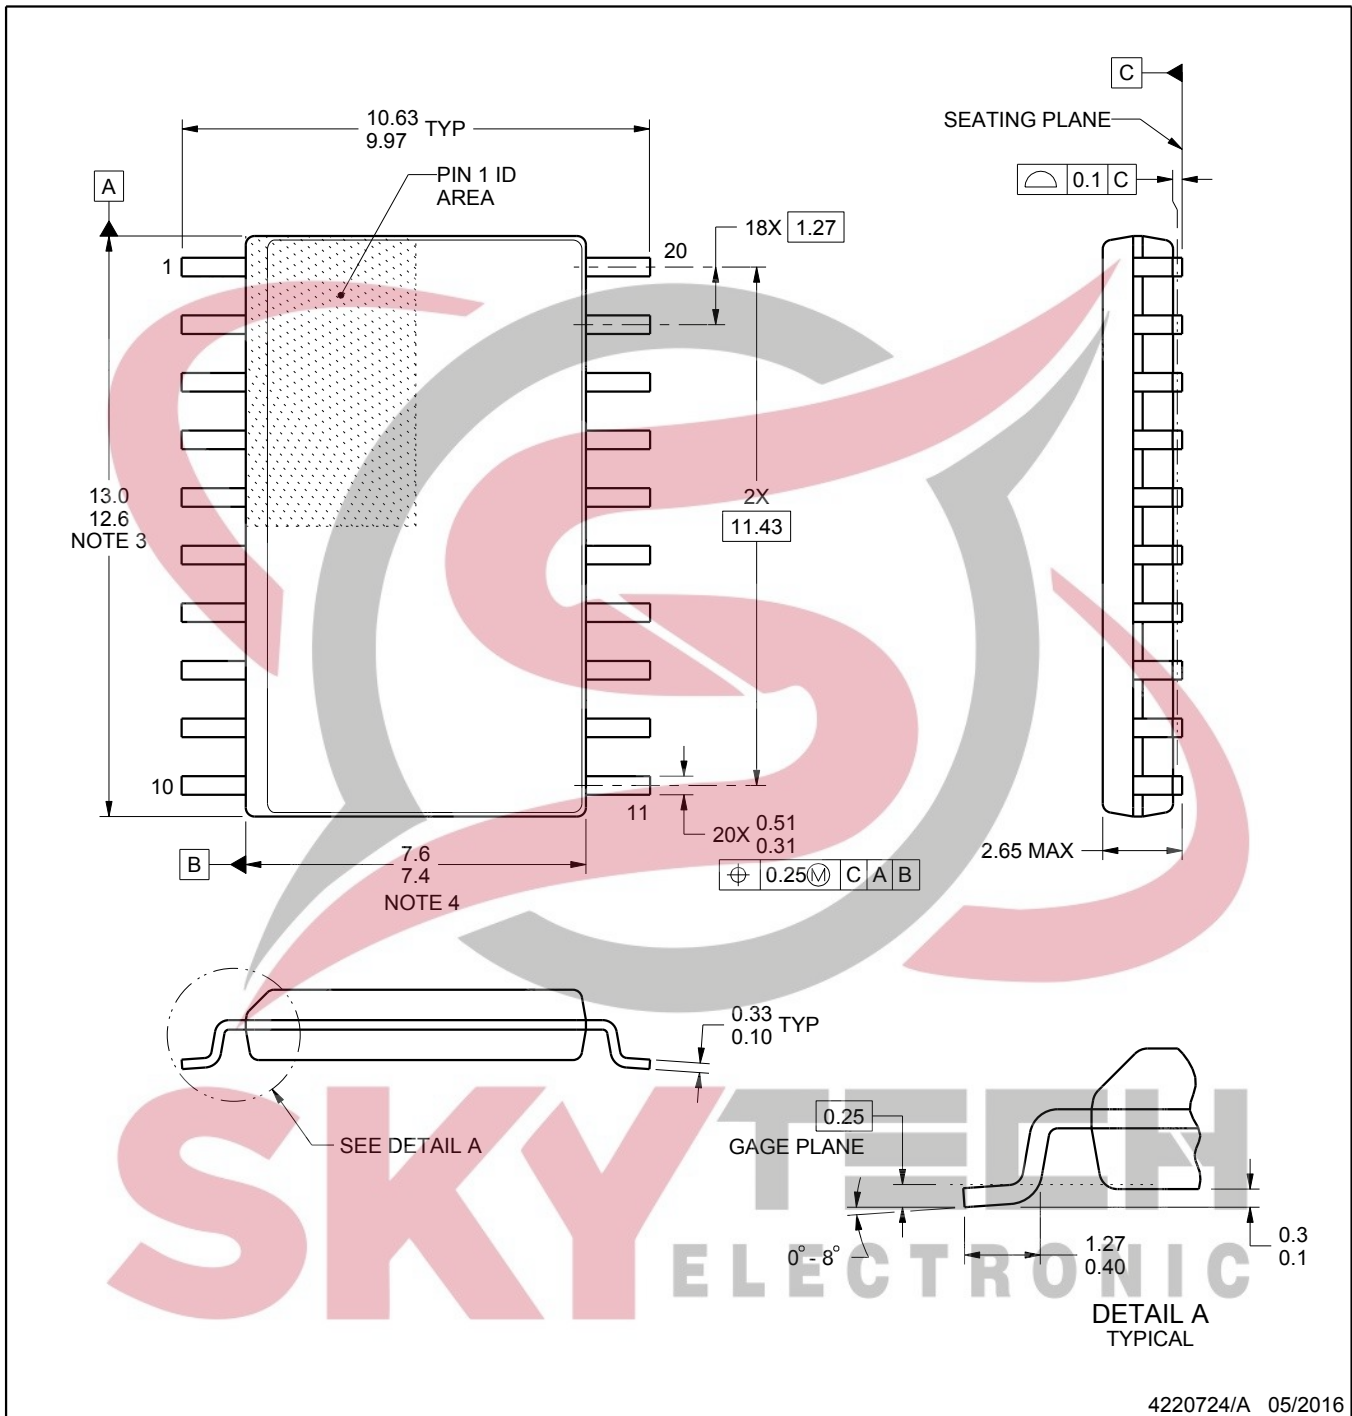 C
SEATING PLANE
0.1 C
10.63
9.97
TYP
PIN 1 ID
AREA
A
18X 1.27
1
20
13.0
12.6
NOTE 3
2X
11.43
10
11
20X 0.51
0.31
0.25 M C A B
B
7.6
7.4
NOTE 4
2.65 MAX
0.33
0.10
TYP
SEE DETAIL A
0.25
GAGE PLANE
0°- 8°
1.27
0.40
0.3
0.1
DETAIL A
TYPICAL
SKYTECH
ELECTRONIC
4220724/A 05/2016